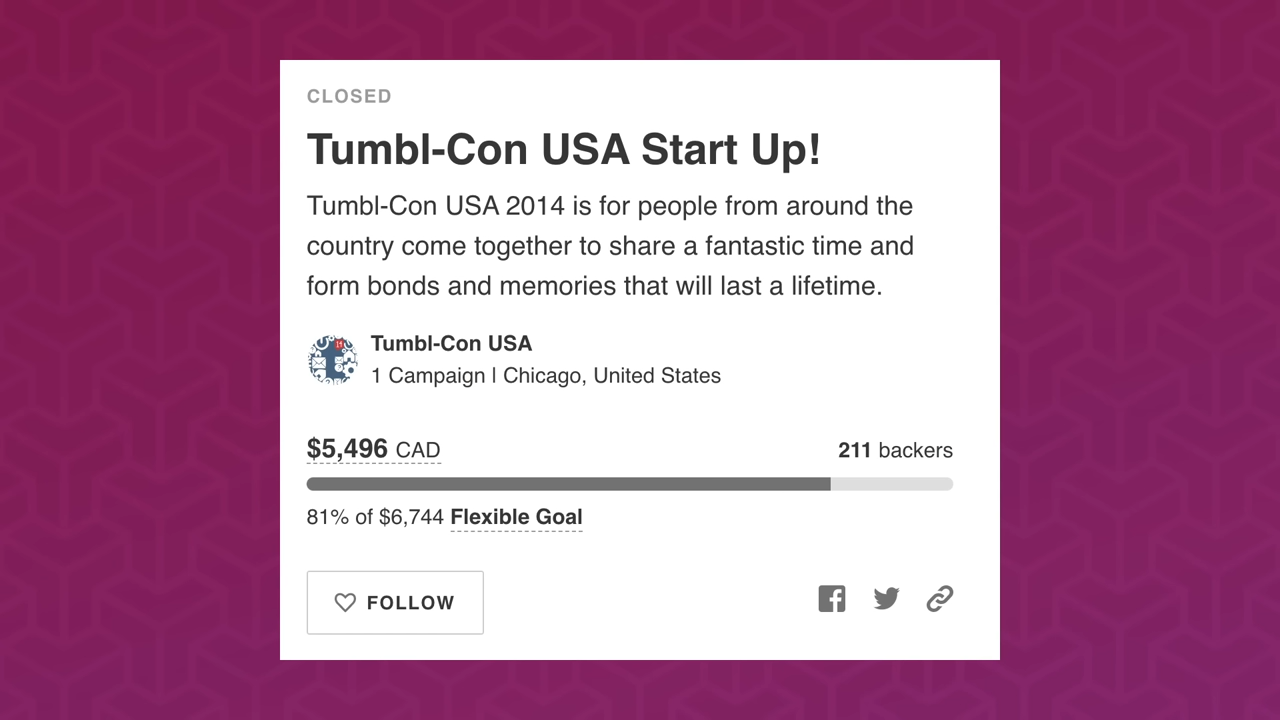 CLOSED
Tumbl-Con USA Start Up!
Tumbl-Con USA 2014 is for people from around the
country come together to share a fantastic time and
form bonds and memories that will last a lifetime.
Tumbl-Con USA
1 Campaign | Chicago, United States
$5,496 CAD
211 backers
81% of $6,744 Flexible Goal
FOLLOW